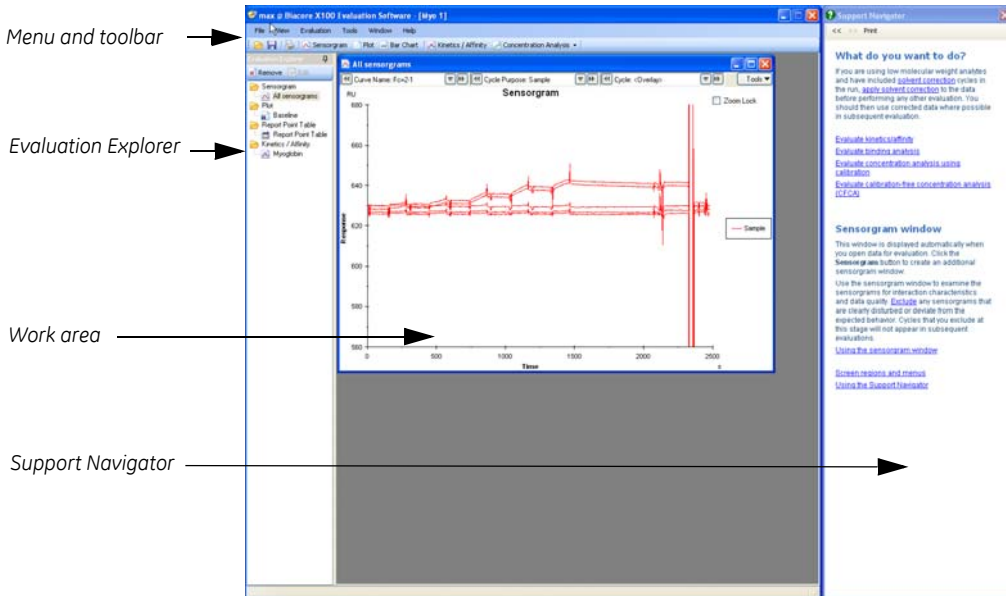 Menu and toolbar
Evaluation Explorer
Work area
Support Navigator
max @ Biacore X100 Evaluation Software - [Myo 1]
File View Evaluation Tools Window Help
Sensorgram Plot Bar Chart Kinetics / Affinity Concentration Analysis
Evaluation Explorer
Remove Edit
Sensorgram
All sensorgrams
Plot
Baseline
Report Point Table
Report Point Table
Kinetics / Affinity
Myoglobin
All sensorgrams
Curve Name: Fc=2-1 Cycle Purpose: Sample Cycle: <Overlay> Tools
Sensorgram
Zoom Lock
RU
680
640
620
600
590
580
Response
0 500 1000 1500 2000 2500
Time s
Sample
Support Navigator
<< >> Print
What do you want to do?
If you are using low molecular weight analytes
and have included solvent correction cycles in
the run, apply solvent correction to the data
before performing any other evaluation. You
should then use corrected data where possible
in subsequent evaluation.
Evaluate kinetics/affinity
Evaluate binding analysis
Evaluate concentration analysis using
calibration
Evaluate calibration-free concentration analysis
(CFCA)
Sensorgram window
This window is displayed automatically when
you open data for evaluation. Click the
Sensorgram button to create an additional
sensorgram window.
Use the sensorgram window to examine the
sensorgrams for interaction characteristics
and data quality. Exclude any sensorgrams that
are clearly disturbed or deviate from the
expected behavior. Cycles that you exclude at
this stage will not appear in subsequent
evaluations.
Using the sensorgram window
Screen regions and menus
Using the Support Navigator